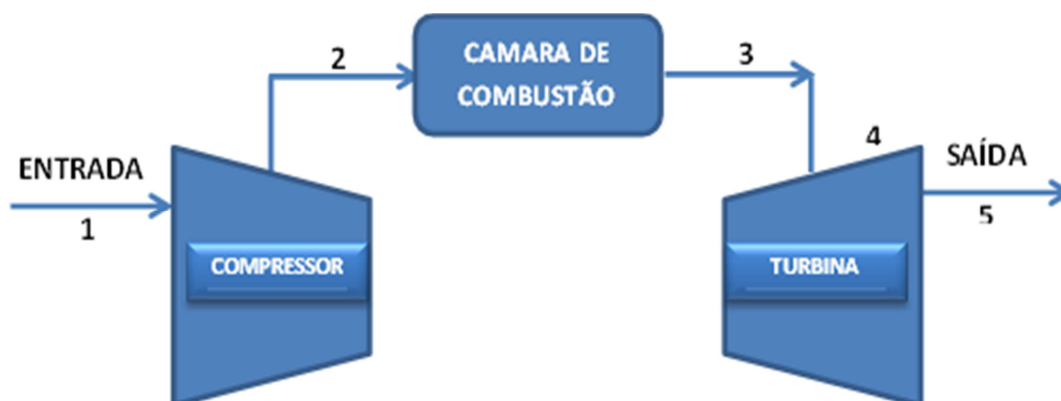 2
CAMARA DE
COMBUSTÃO
3
4
ENTRADA
1
SAÍDA
5
COMPRESSOR
TURBINA